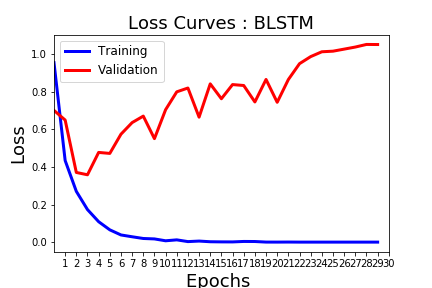 Loss Curves : BLSTM
Training
Validation
1.0
0.8
0.6
0.4
0.2
0.0
Loss
1 2 3 4 5 6 7 8 9 10 11 12 13 14 15 16 17 18 19 20 21 22 23 24 25 26 27 28 29 30
Epochs